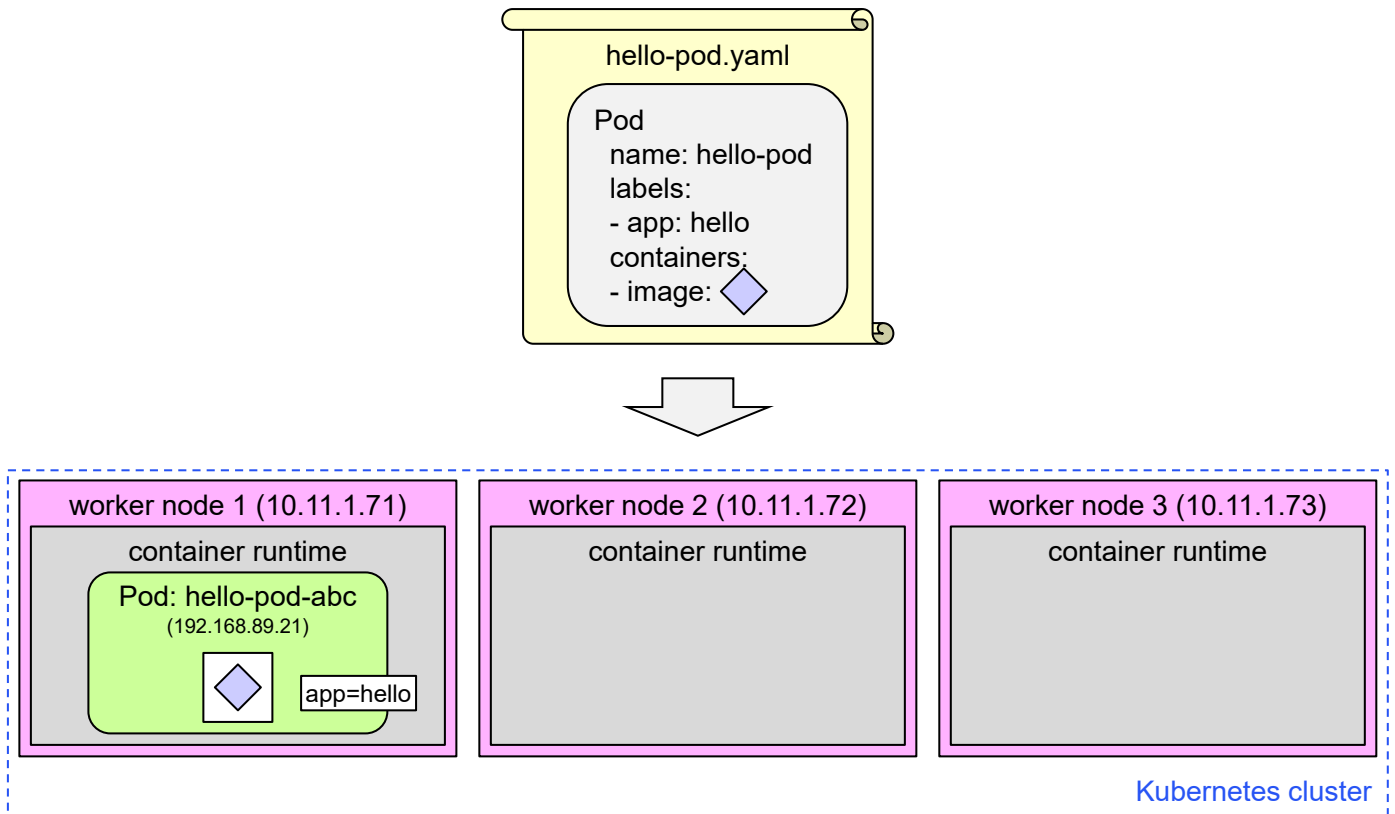 hello-pod.yaml
Pod
name: hello-pod
labels:
- app: hello
containers:
- image:
worker node 1 (10.11.1.71)
container runtime
Pod: hello-pod-abc
(192.168.89.21)
app=hello
worker node 2 (10.11.1.72)
container runtime
worker node 3 (10.11.1.73)
container runtime
Kubernetes cluster